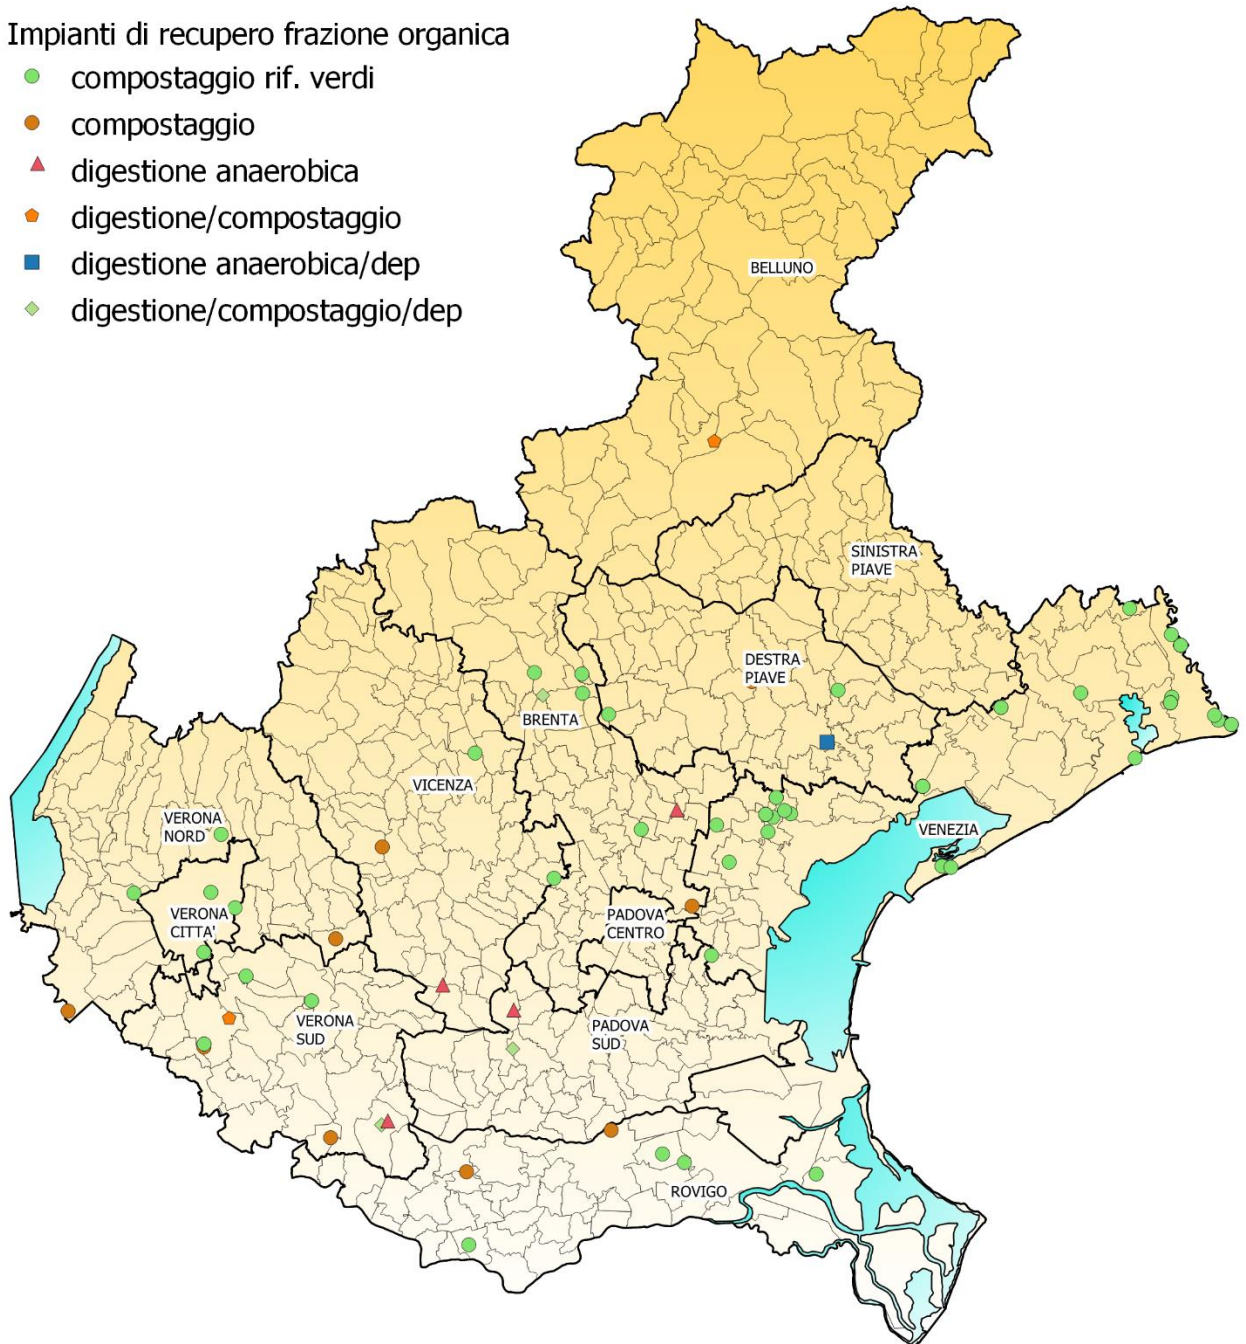 Impianti di recupero frazione organica
compostaggio rif. verdi
compostaggio
digestione anaerobica
digestione/compostaggio
digestione anaerobica/dep
digestione/compostaggio/dep
BELLUNO
SINISTRA
PIAVE
DESTRA
PIAVE
BRENTA
VICENZA
VERONA
NORD
VENEZIA
VERONA
CITTA'
PADOVA
CENTRO
VERONA
SUD
PADOVA
SUD
ROVIGO